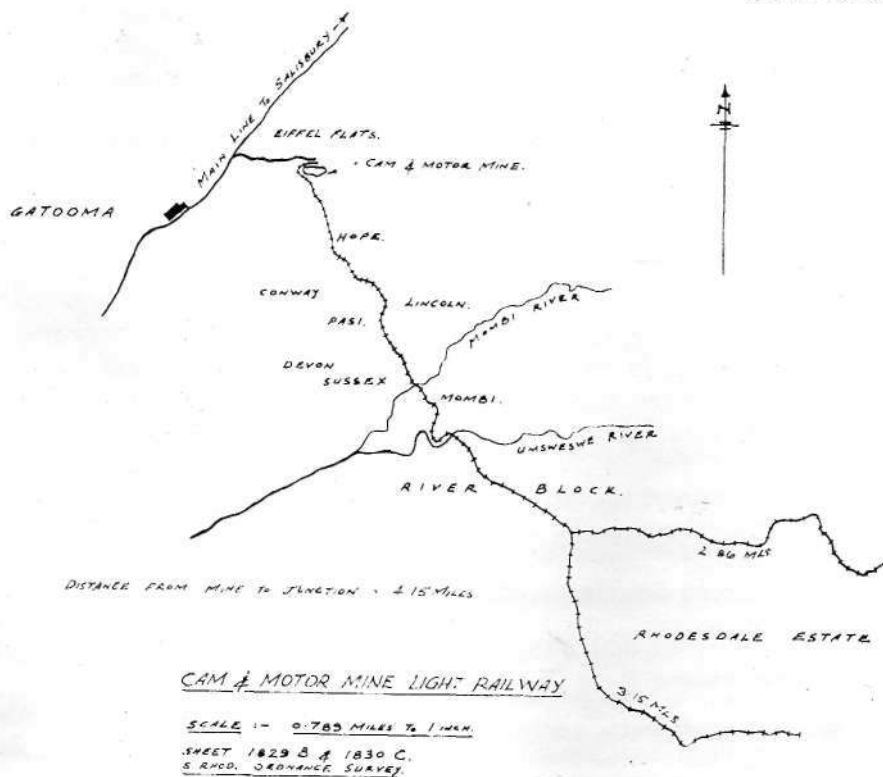 MAIN LINE TO SALISBURY
N
EIFFEL FLATS.
CAM & MOTOR MINE.
GATOOMA
HOPE.
CONWAY
LINCOLN.
PASI.
MOMBI RIVER
DEVON
SUSSEX
MOMBI.
UMSWESWE RIVER
RIVER BLOCK.
2.86 MLS
DISTANCE FROM MINE TO JUNCTION - 4.15 MILES
RHODESDALE ESTATE
3.15 MLS
CAM & MOTOR MINE LIGHT RAILWAY
SCALE :- 0.789 MILES TO 1 INCH.
SHEET 1829 B & 1830 C.
S. RHOD. ORDNANCE SURVEY.